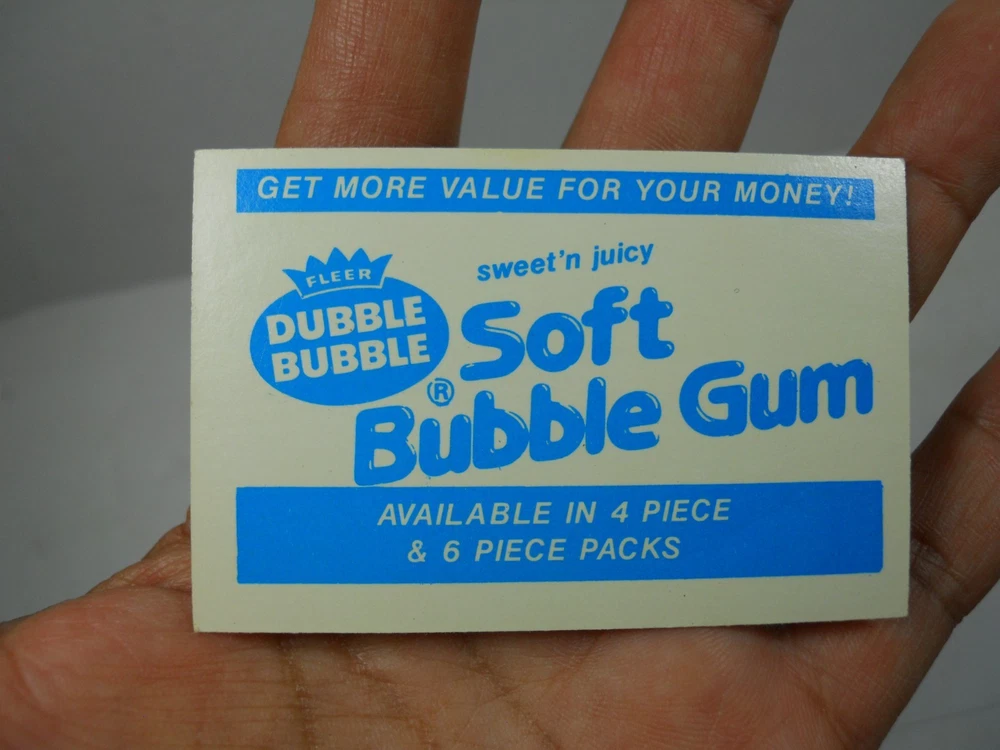 GET MORE VALUE FOR YOUR MONEY!
sweet'n juicy
FLEER
DUBBLE
BUBBLE
®
Soft
Bubble Gum
AVAILABLE IN 4 PIECE
& 6 PIECE PACKS